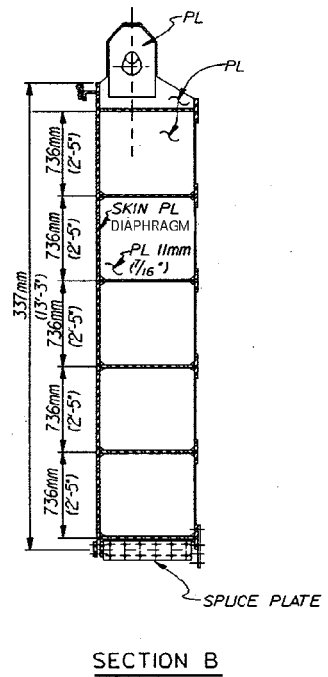 PL
PL
736mm
(2'-5")
736mm
(2'-5")
SKIN PL
DIAPHRAGM
PL 11mm
(7/16")
337mm
(13'-3")
736mm
(2'-5")
736mm
(2'-5")
736mm
(2'-5")
SPLICE PLATE
SECTION B